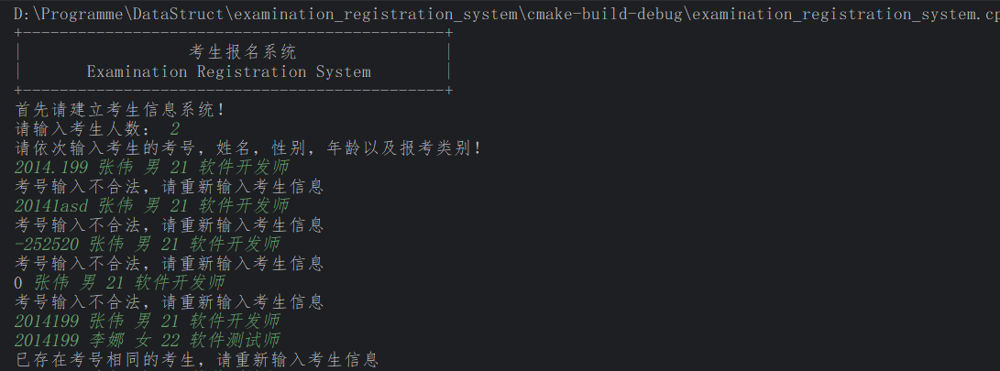 D:\Programme\DataStruct\examination_registration_system\cmake-build-debug\examination_registration_system.cp
+----------------------------------------------+
|                  考生报名系统                |
|       Examination Registration System        |
+----------------------------------------------+
首先请建立考生信息系统!
请输入考生人数: 2
请依次输入考生的考号,姓名,性别,年龄以及报考类别!
2014.199 张伟 男 21 软件开发师
考号输入不合法,请重新输入考生信息
20141asd 张伟 男 21 软件开发师
考号输入不合法,请重新输入考生信息
-252520 张伟 男 21 软件开发师
考号输入不合法,请重新输入考生信息
0 张伟 男 21 软件开发师
考号输入不合法,请重新输入考生信息
2014199 张伟 男 21 软件开发师
2014199 李娜 女 22 软件测试师
已存在考号相同的考生,请重新输入考生信息